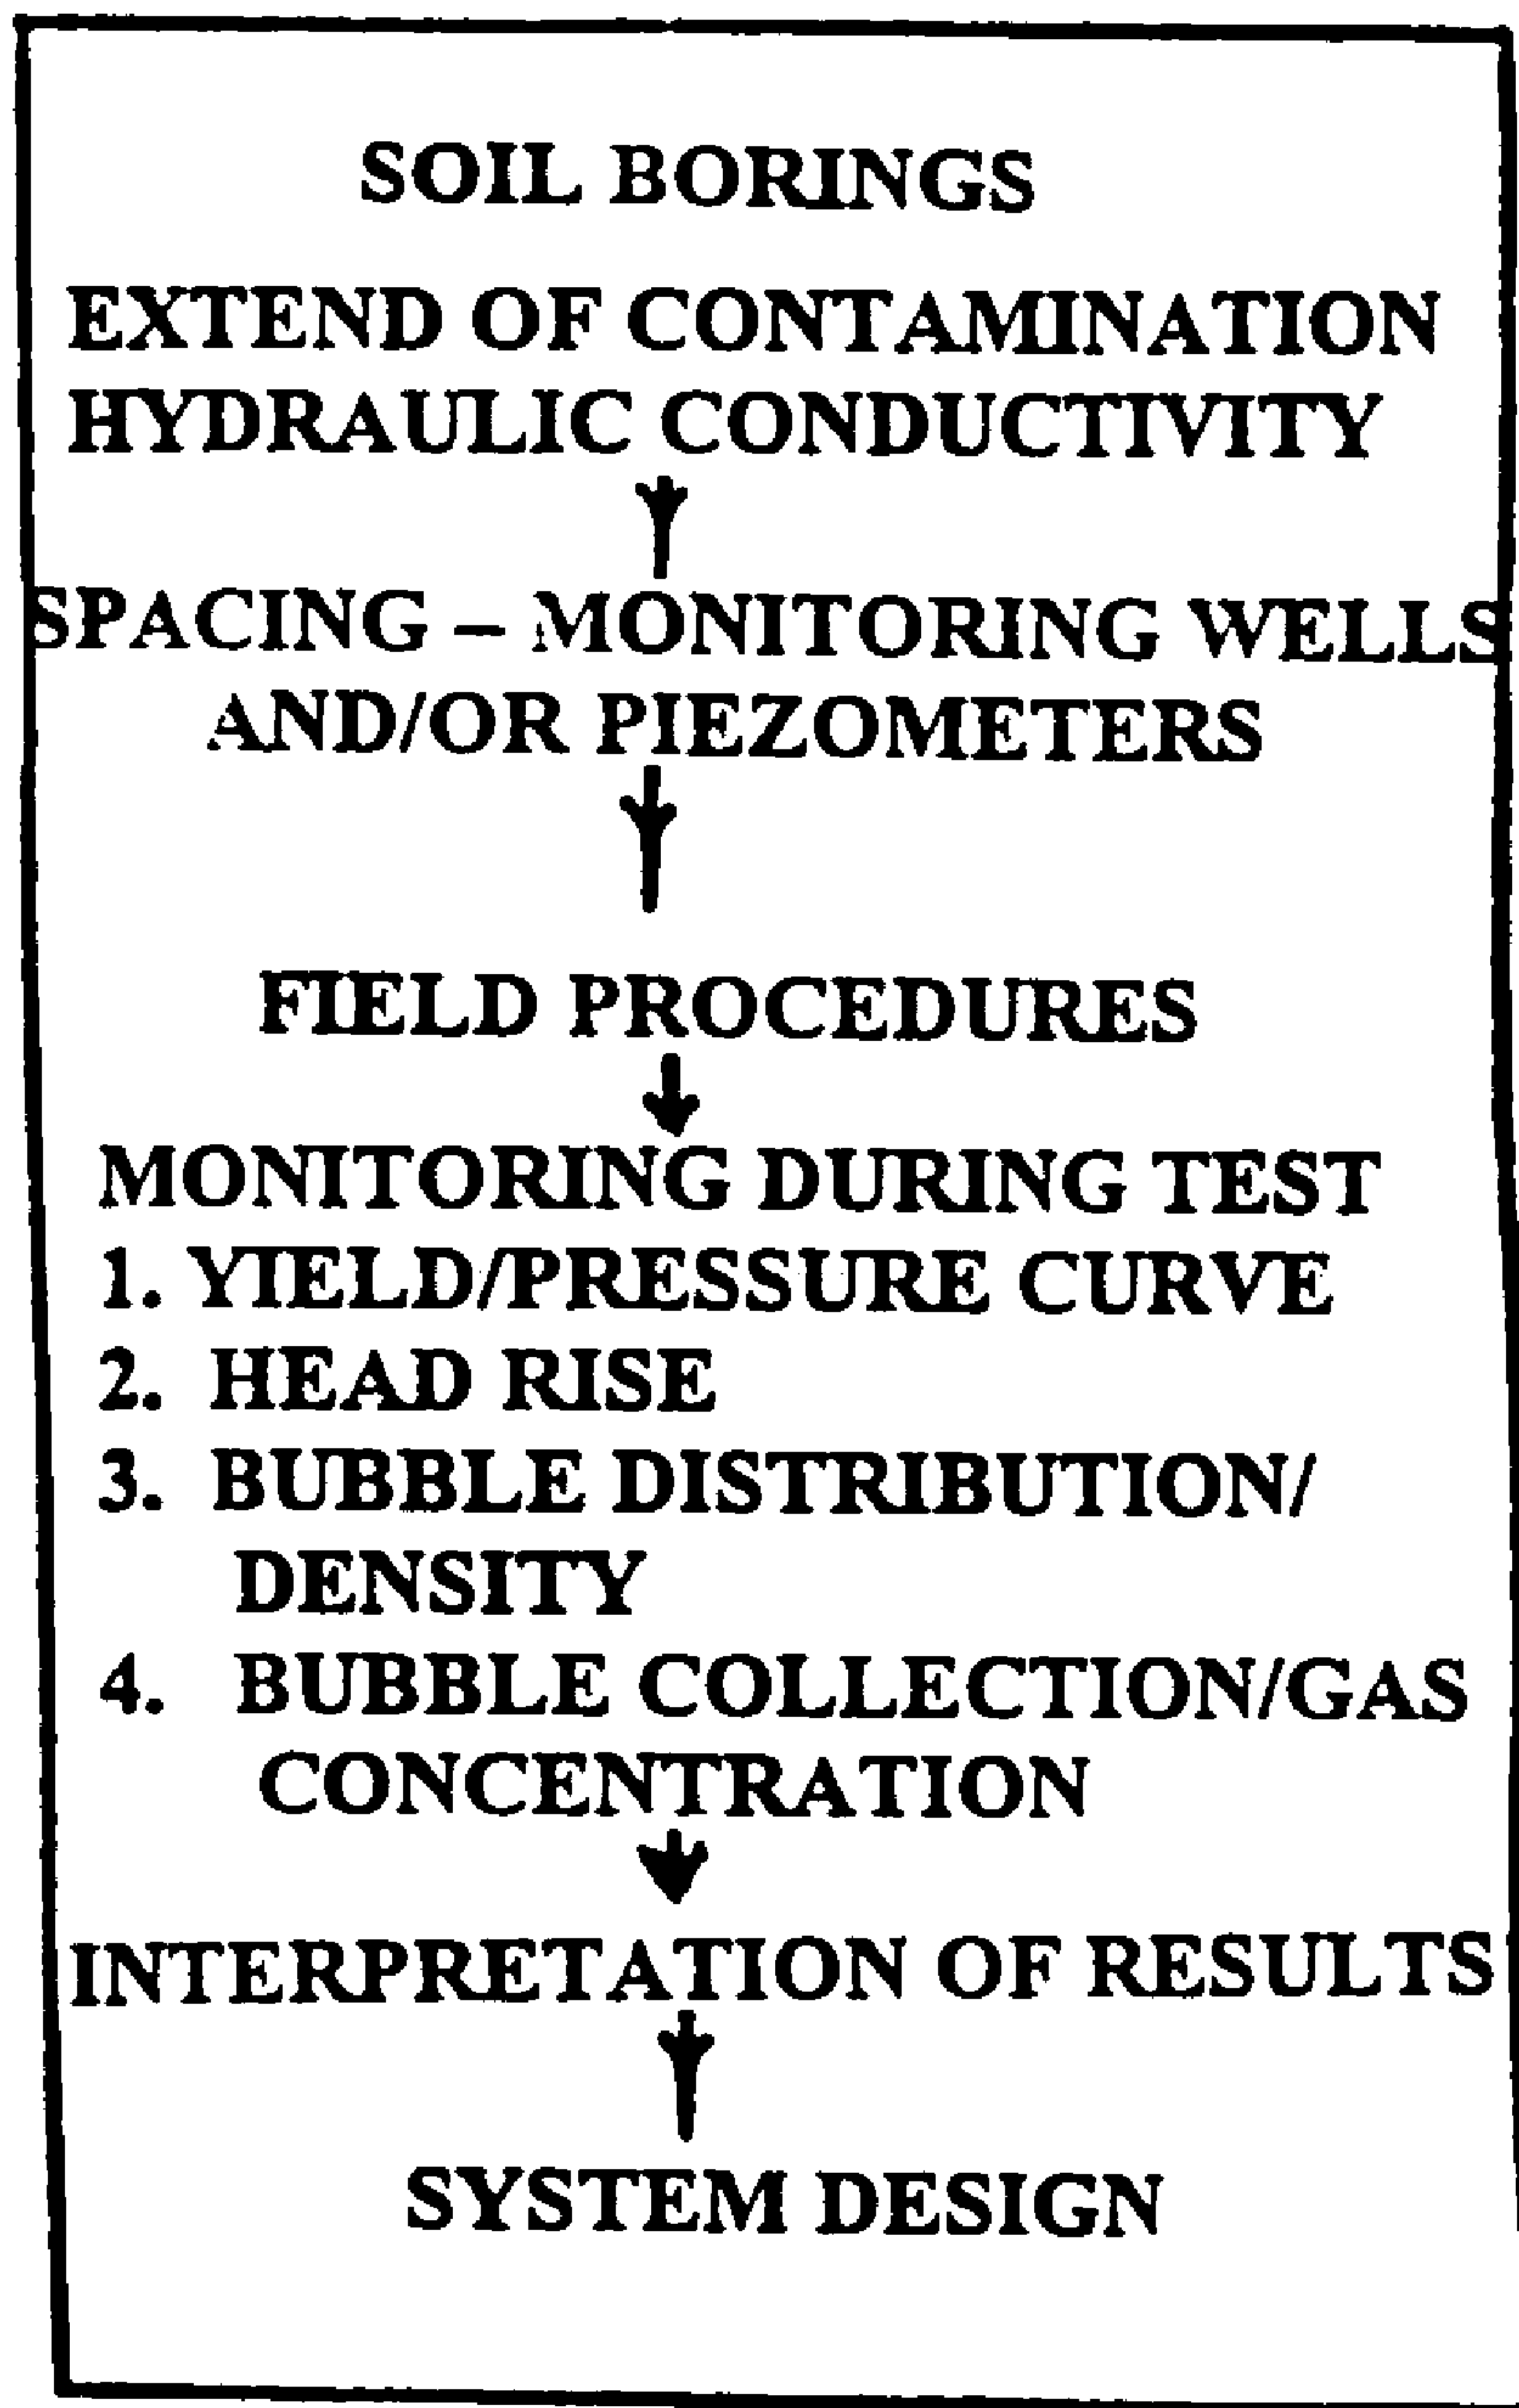 SOIL BORINGS
EXTEND OF CONTAMINATION
HYDRAULIC CONDUCTIVITY
SPACING – MONITORING WELLS
AND/OR PIEZOMETERS
FIELD PROCEDURES
MONITORING DURING TEST
1. YIELD/PRESSURE CURVE
2. HEAD RISE
3. BUBBLE DISTRIBUTION/
DENSITY
4. BUBBLE COLLECTION/GAS
CONCENTRATION
INTERPRETATION OF RESULTS
SYSTEM DESIGN